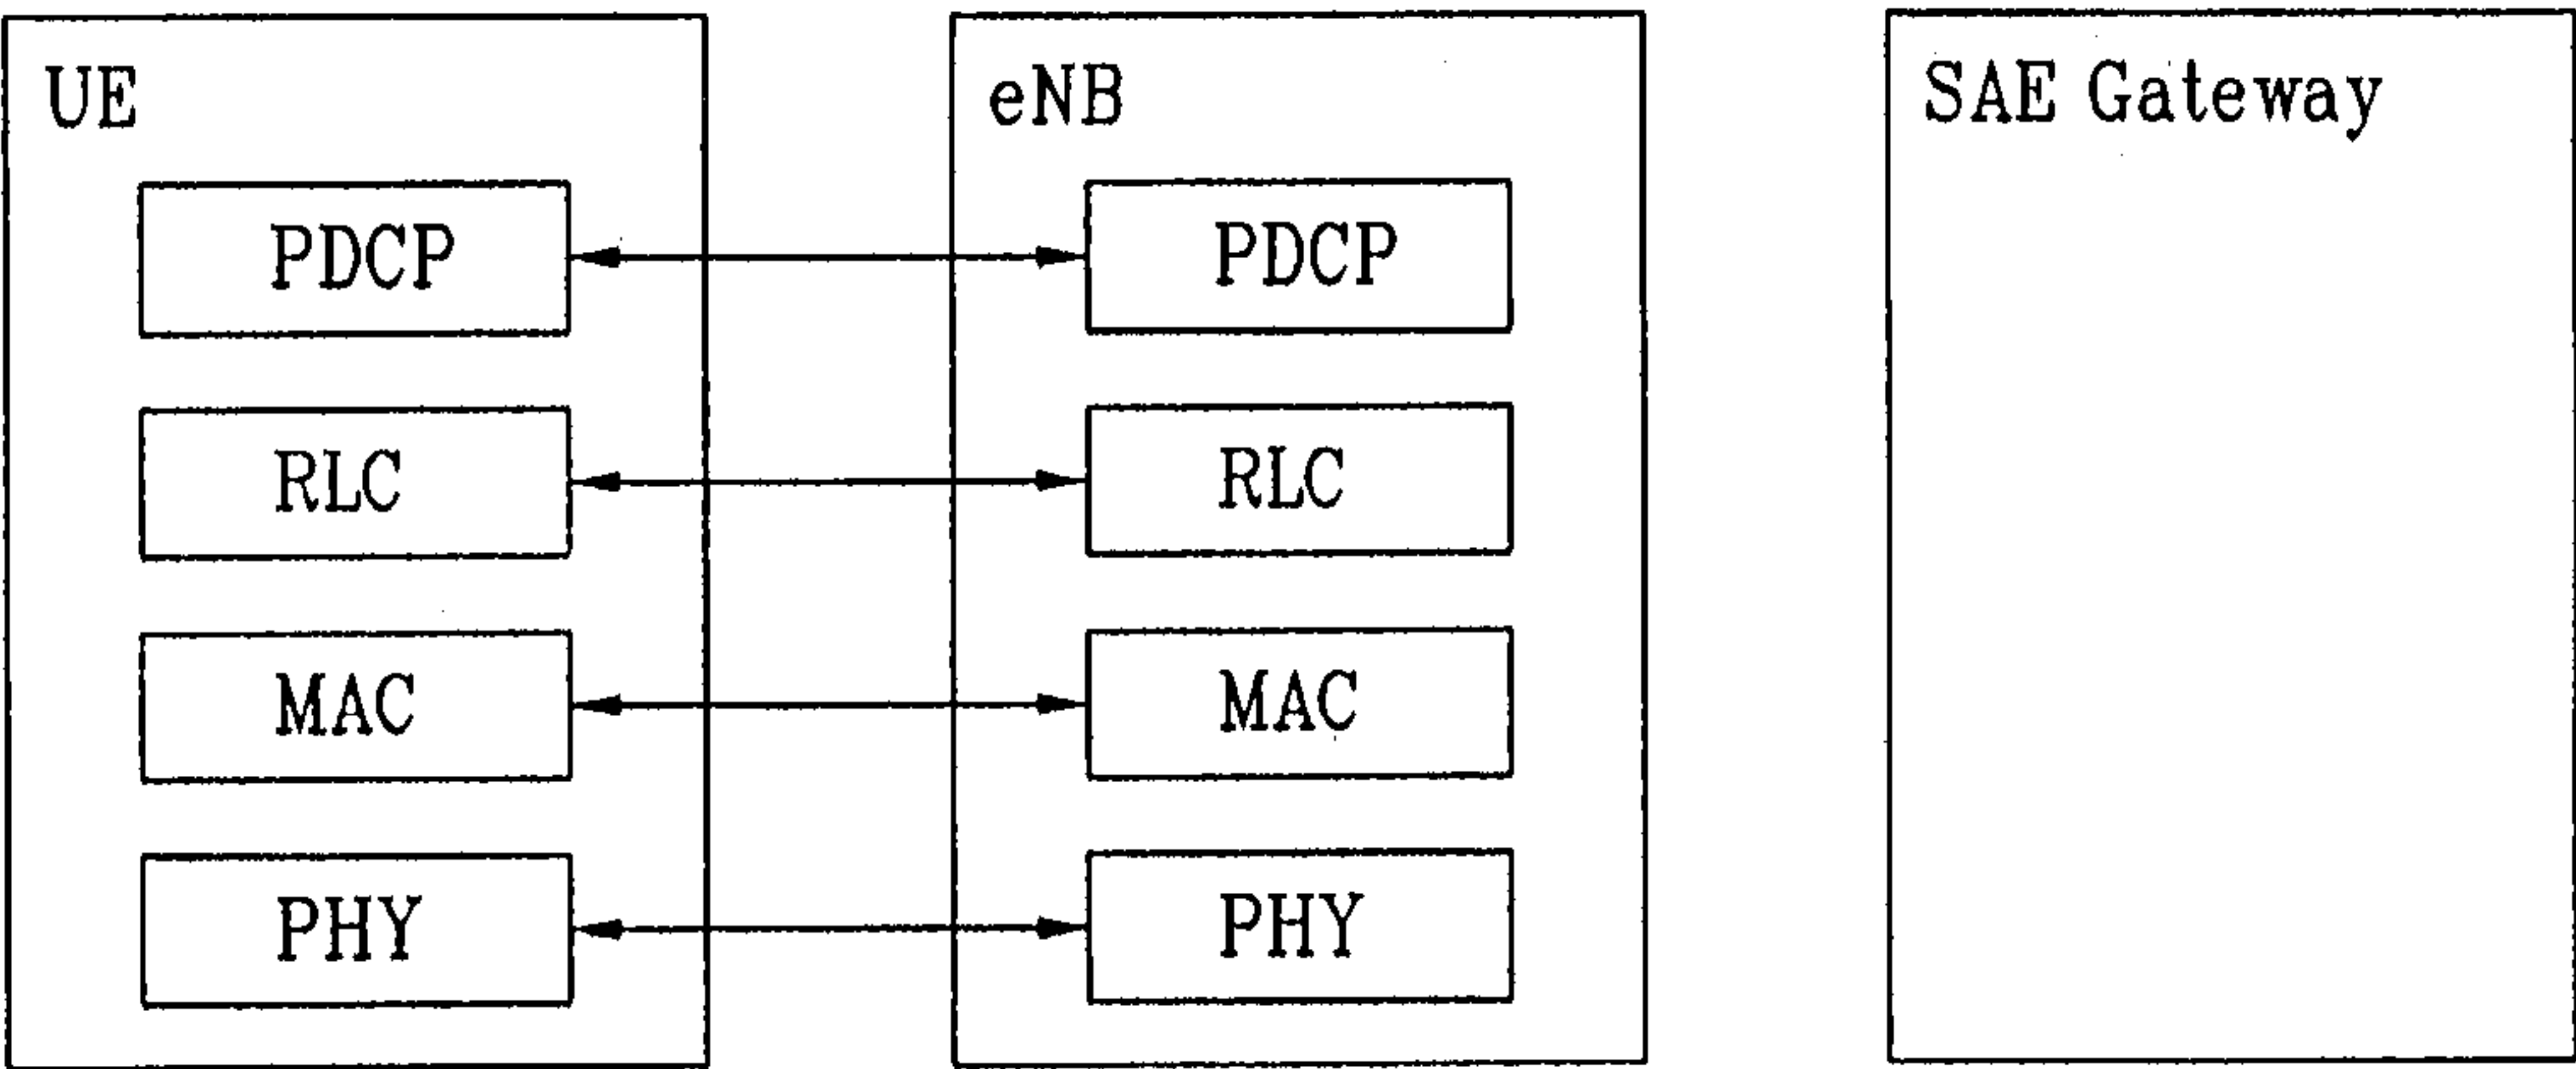 UE
eNB
SAE Gateway
PDCP
PDCP
RLC
RLC
MAC
MAC
PHY
PHY